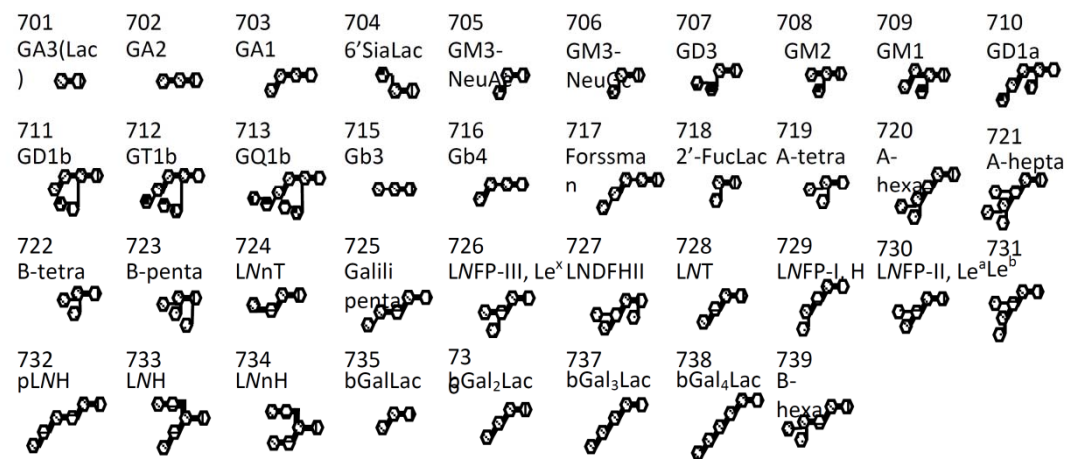 701 702 703 704 705 706 707 708 709 710
GA3(Lac GA2 GA1 6’SiaLac GM3- GM3- GD3 GM2 GM1 GD1a
) NeuAc NeuGc
711 712 713 715 716 717 718 719 720 721
GD1b GT1b GQ1b Gb3 Gb4 Forssma 2’-FucLac A-tetra A- A-hepta
n hexa
722 723 724 725 726 727 728 729 730 731
B-tetra B-penta LNnT Galili LNFP-III, Leˣ LNDFHII LNT LNFP-I, H LNFP-II, Leᵃ Leᵇ
penta
732 733 734 735 73 737 738 739
pLNH LNH LNnH bGalLac bGal₂Lac bGal₃Lac bGal₄Lac B-
6 hexa